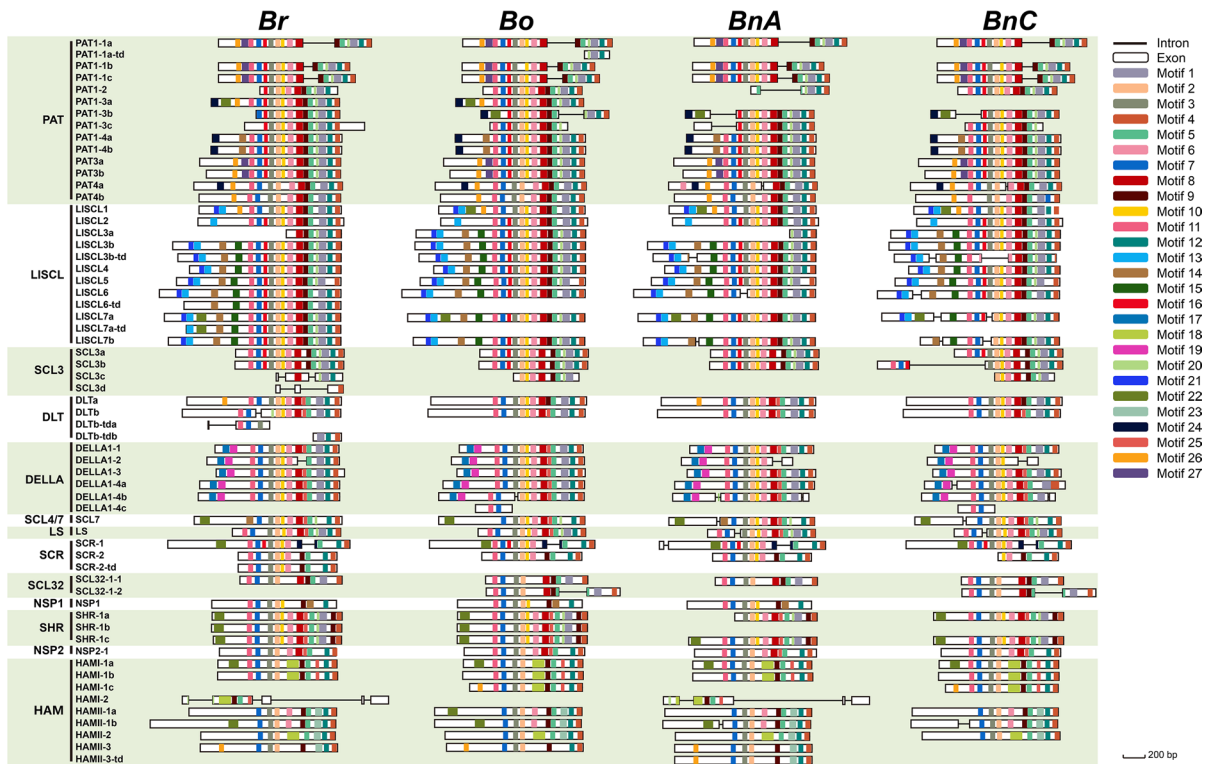 Br Bo BnA BnC
PAT
PAT1-1a
PAT1-1a-td
PAT1-1b
PAT1-1c
PAT1-2
PAT1-3a
PAT1-3b
PAT1-3c
PAT1-4a
PAT1-4b
PAT3a
PAT3b
PAT4a
PAT4b
LISCL
LISCL1
LISCL2
LISCL3a
LISCL3b
LISCL3b-td
LISCL4
LISCL5
LISCL6
LISCL6-td
LISCL7a
LISCL7a-td
LISCL7b
SCL3
SCL3a
SCL3b
SCL3c
SCL3d
DLT
DLTa
DLTb
DLTb-tda
DLTb-tdb
DELLA
DELLA1-1
DELLA1-2
DELLA1-3
DELLA1-4a
DELLA1-4b
DELLA1-4c
SCL4/7
SCL7
LS
LS
SCR
SCR-1
SCR-2
SCR-2-td
SCL32
SCL32-1-1
SCL32-1-2
NSP1
NSP1
SHR
SHR-1a
SHR-1b
SHR-1c
NSP2
NSP2-1
HAM
HAMI-1a
HAMI-1b
HAMI-1c
HAMI-2
HAMII-1a
HAMII-1b
HAMII-2
HAMII-3
HAMII-3-td
Intron
Exon
Motif 1
Motif 2
Motif 3
Motif 4
Motif 5
Motif 6
Motif 7
Motif 8
Motif 9
Motif 10
Motif 11
Motif 12
Motif 13
Motif 14
Motif 15
Motif 16
Motif 17
Motif 18
Motif 19
Motif 20
Motif 21
Motif 22
Motif 23
Motif 24
Motif 25
Motif 26
Motif 27
200 bp